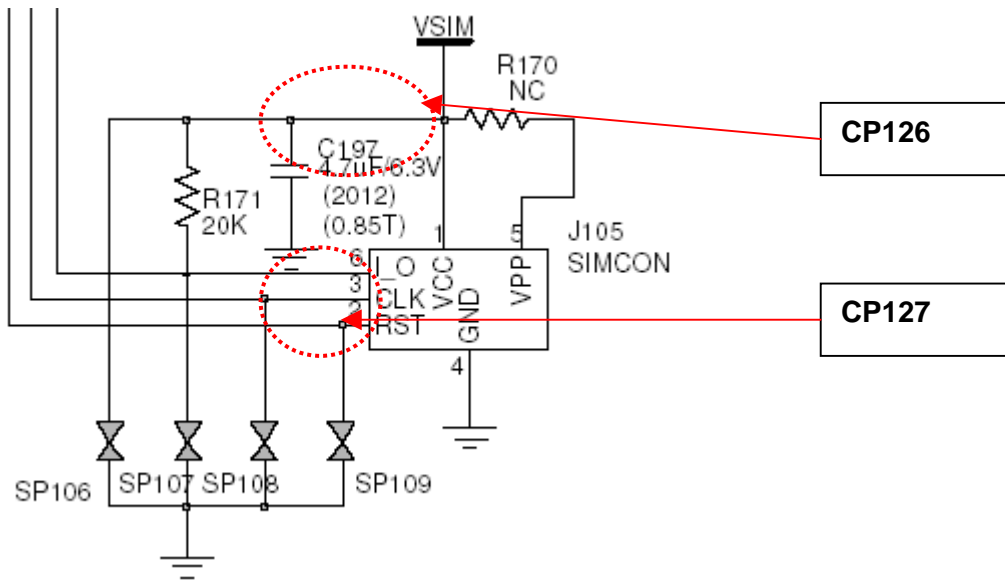 VSIM
R170
NC
CP126
C197
4.7uF/6.3V
(2012)
(0.85T)
R171
20K
1
5
J105
SIMCON
6
I_O
3
CLK
2
RST
VCC
GND
VPP
4
CP127
SP106
SP107
SP108
SP109